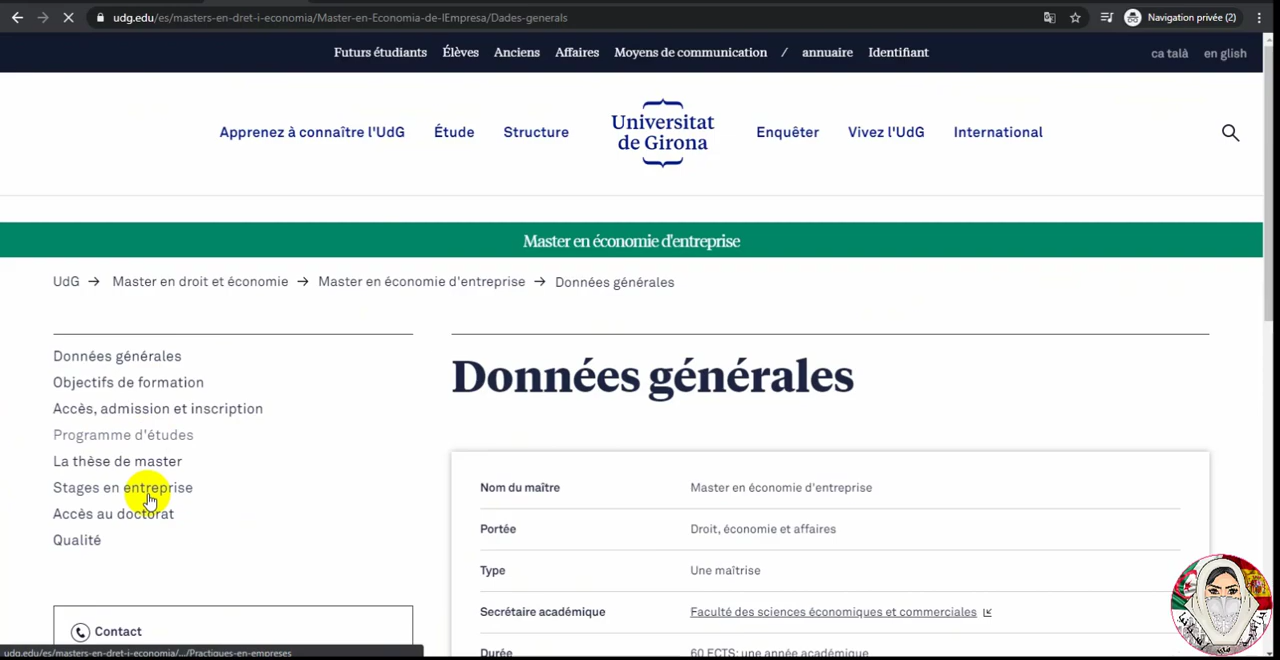 udg.edu/es/masters-en-dret-i-economia/Master-en-Economia-de-lEmpresa/Dades-generals
Navigation privée (2)
Futurs étudiants Élèves Anciens Affaires Moyens de communication / annuaire Identifiant ca talà en glish
Apprenez à connaître l'UdG Étude Structure
Universitat
de Girona
Enquêter Vivez l'UdG International
Master en économie d'entreprise
UdG → Master en droit et économie → Master en économie d'entreprise → Données générales
Données générales
Objectifs de formation
Accès, admission et inscription
Programme d'études
La thèse de master
Stages en entreprise
Accès au doctorat
Qualité
Contact
Données générales
Nom du maître Master en économie d'entreprise
Portée Droit, économie et affaires
Type Une maîtrise
Secrétaire académique Faculté des sciences économiques et commerciales
Durée 60 ECTS: une année académique
udg.edu/es/masters-en-dret-i-economia/.../Practiques-en-empreses